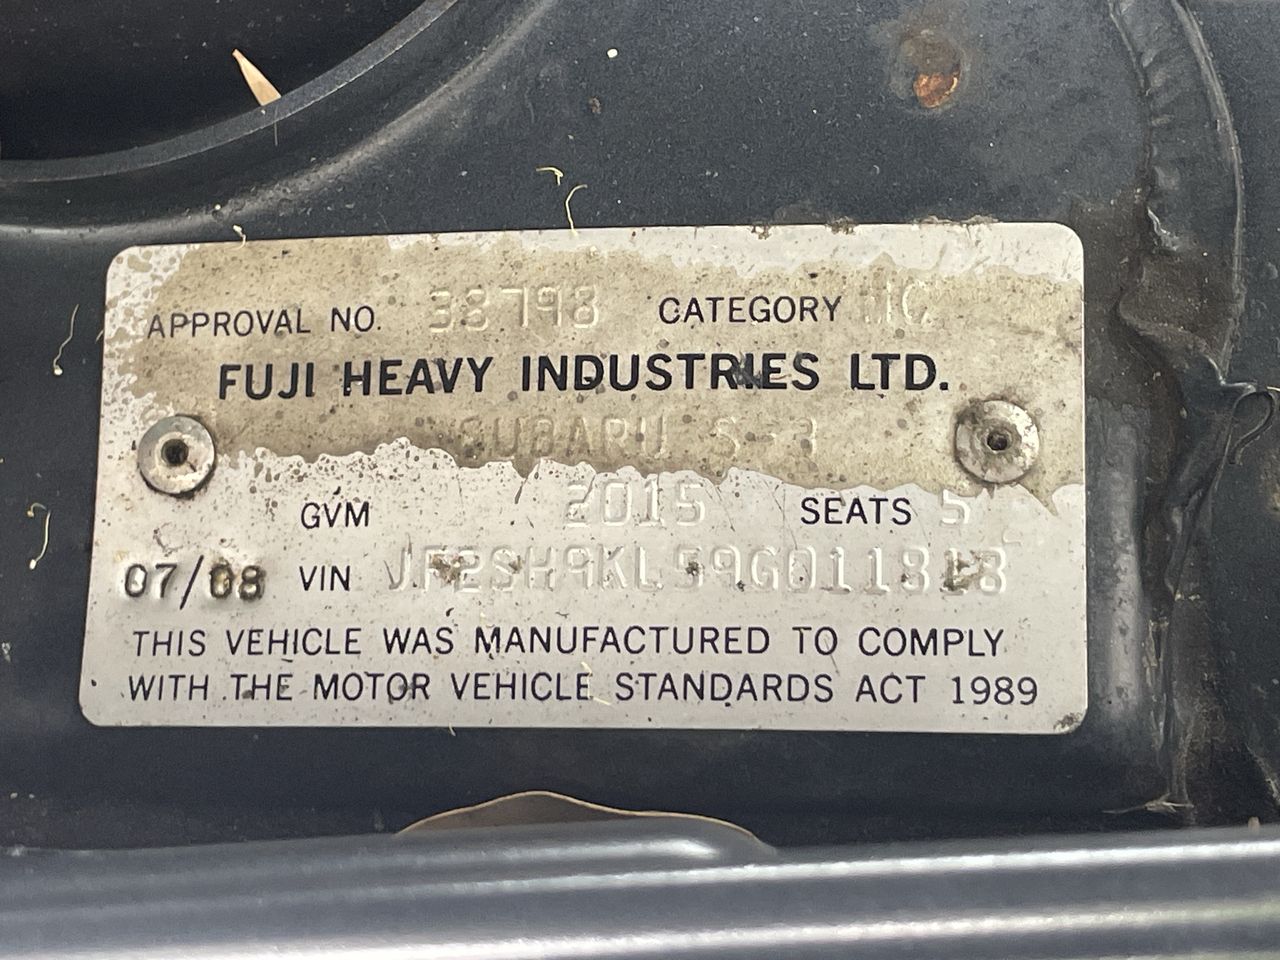 APPROVAL NO. 38798 CATEGORY MC
FUJI HEAVY INDUSTRIES LTD.
SUBARU S-3
GVM 2015 SEATS 5
07/08 VIN JF2SH9KL59G011818
THIS VEHICLE WAS MANUFACTURED TO COMPLY
WITH THE MOTOR VEHICLE STANDARDS ACT 1989